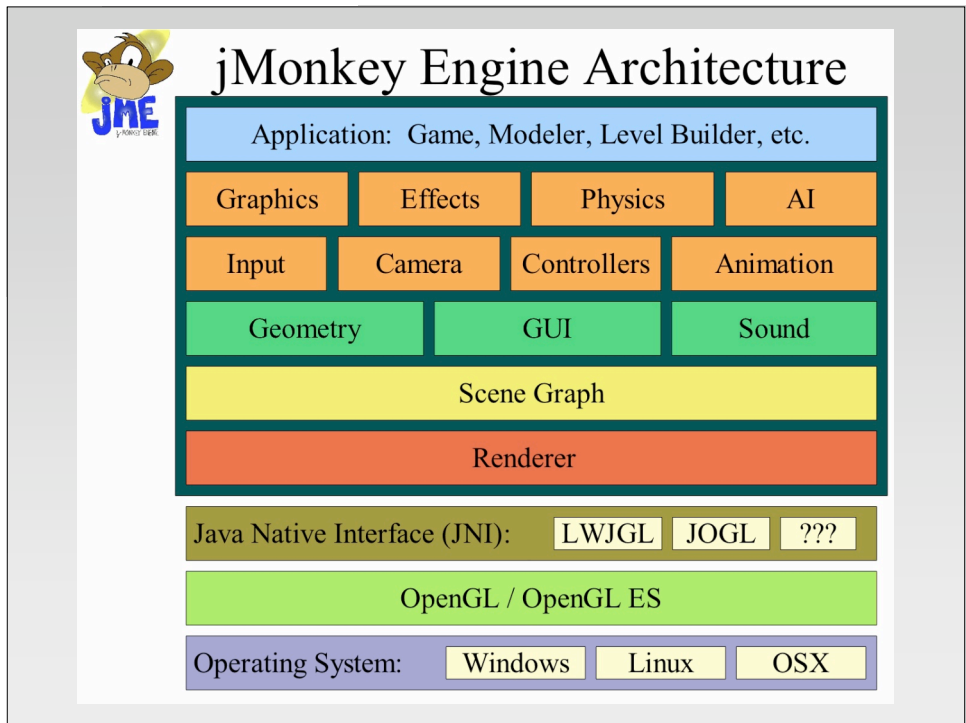 jMonkey Engine Architecture
jME
Application: Game, Modeler, Level Builder, etc.
Graphics Effects Physics AI
Input Camera Controllers Animation
Geometry GUI Sound
Scene Graph
Renderer
Java Native Interface (JNI): LWJGL JOGL ???
OpenGL / OpenGL ES
Operating System: Windows Linux OSX